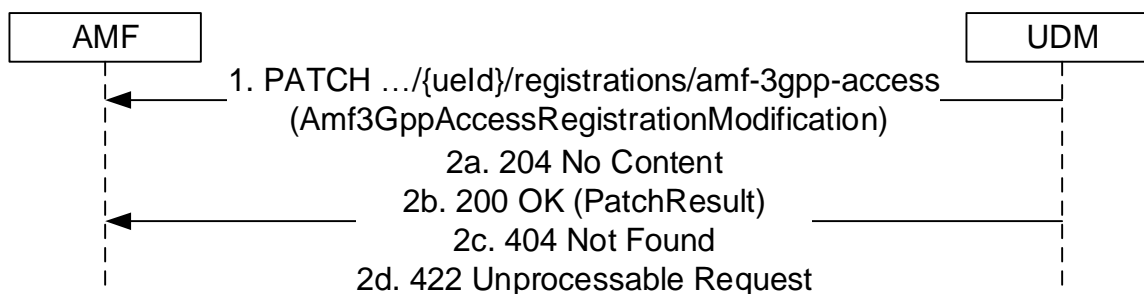 AMF
UDM
1. PATCH …/{ueId}/registrations/amf-3gpp-access
(Amf3GppAccessRegistrationModification)
2a. 204 No Content
2b. 200 OK (PatchResult)
2c. 404 Not Found
2d. 422 Unprocessable Request